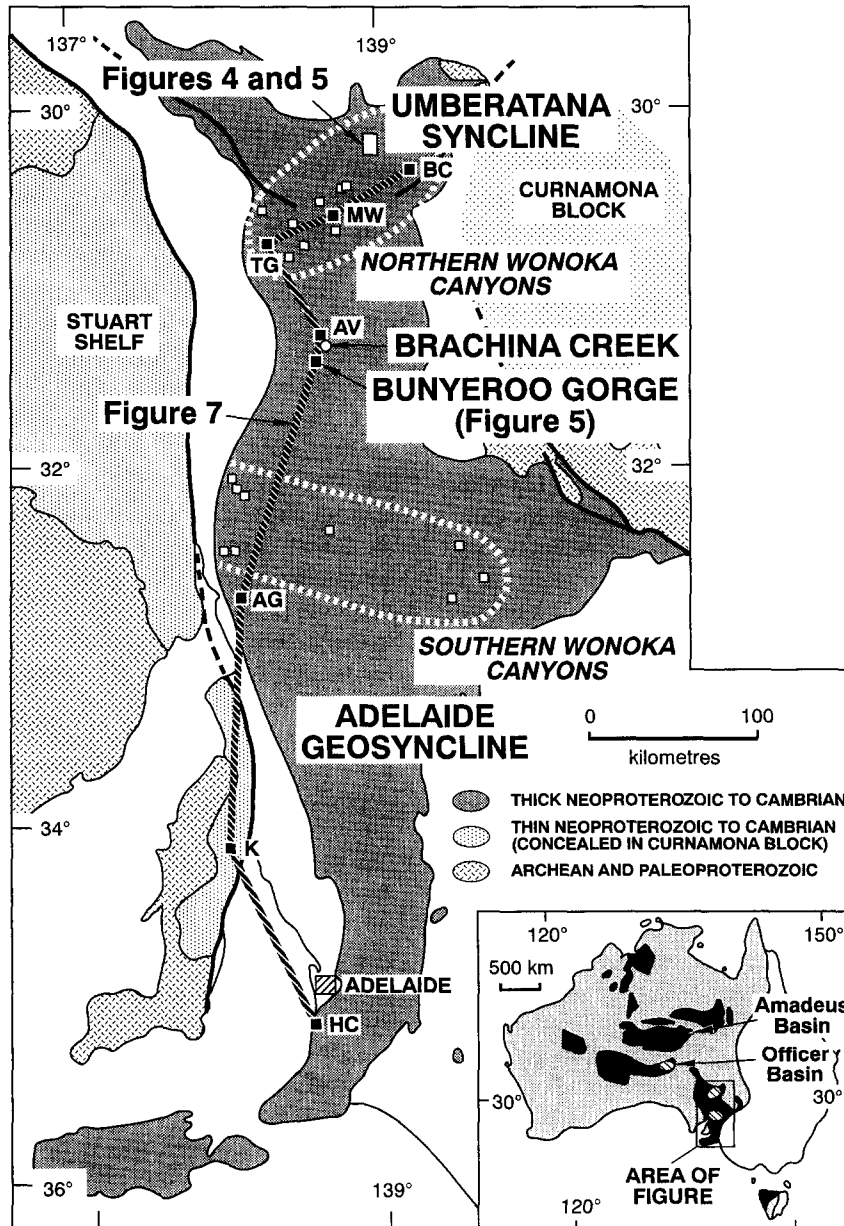 137°
139°
Figures 4 and 5
30°
30°
UMBERATANA
SYNCLINE
BC
CURNAMONA
BLOCK
MW
TG
NORTHERN WONOKA
CANYONS
STUART
SHELF
AV
BRACHINA CREEK
BUNYEROO GORGE
(Figure 5)
Figure 7
32°
32°
AG
SOUTHERN WONOKA
CANYONS
ADELAIDE
GEOSYNCLINE
0 100
kilometres
THICK NEOPROTEROZOIC TO CAMBRIAN
THIN NEOPROTEROZOIC TO CAMBRIAN
(CONCEALED IN CURNAMONA BLOCK)
ARCHEAN AND PALEOPROTEROZOIC
34°
K
ADELAIDE
HC
36°
139°
120°
150°
500 km
Amadeus
Basin
Officer
Basin
30°
30°
AREA OF
FIGURE
120°